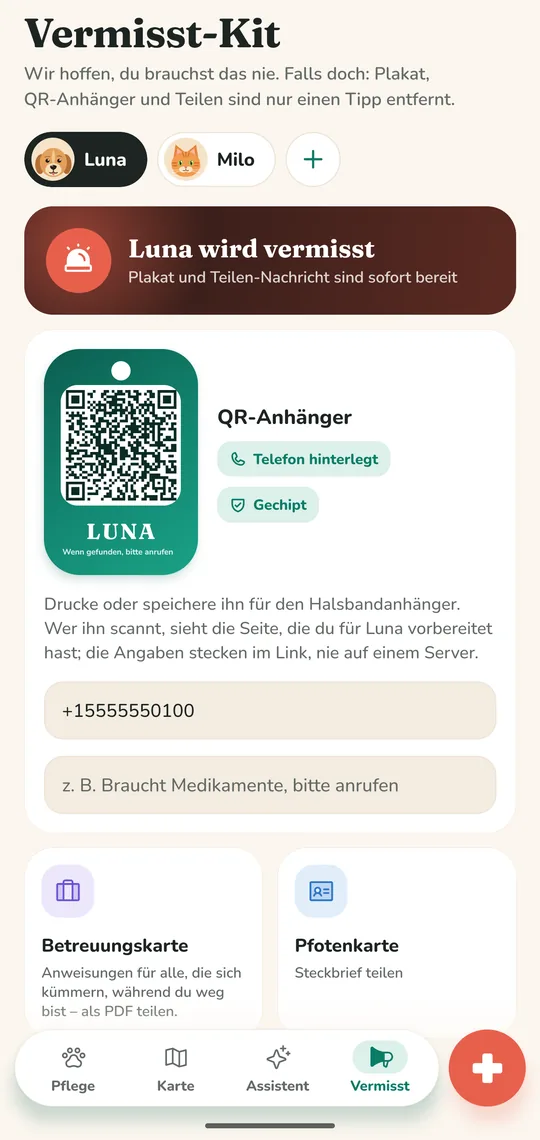 Vermisst-Kit
Wir hoffen, du brauchst das nie. Falls doch: Plakat,
QR-Anhänger und Teilen sind nur einen Tipp entfernt.
Luna
Milo
Luna wird vermisst
Plakat und Teilen-Nachricht sind sofort bereit
LUNA
Wenn gefunden, bitte anrufen
QR-Anhänger
Telefon hinterlegt
Gechipt
Drucke oder speichere ihn für den Halsbandanhänger.
Wer ihn scannt, sieht die Seite, die du für Luna vorbereitet
hast; die Angaben stecken im Link, nie auf einem Server.
+15555550100
z. B. Braucht Medikamente, bitte anrufen
Betreuungskarte
Anweisungen für alle, die sich
kümmern, während du weg
bist – als PDF teilen.
Pfotenkarte
Steckbrief teilen
Pflege
Karte
Assistent
Vermisst